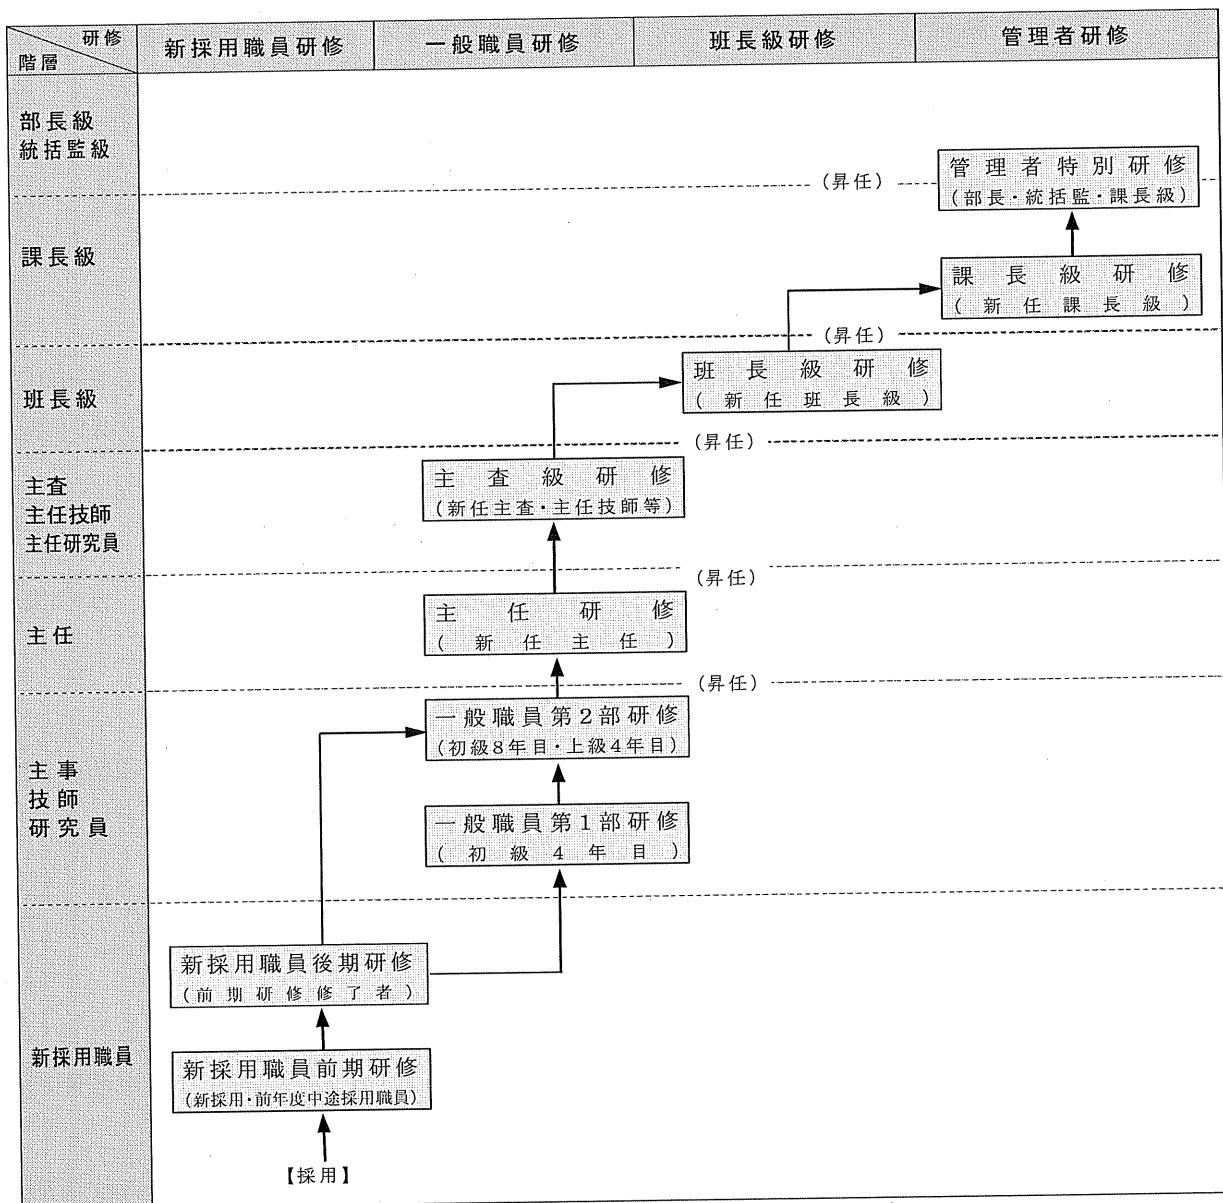 研修
階層
新採用職員研修
一般職員研修
班長級研修
管理者研修
部長級
統括監級
管理者特別研修
(部長・統括監・課長級)
(昇任)
課長級
課長級研修
(新任課長級)
(昇任)
班長級
班長級研修
(新任班長級)
(昇任)
主査
主任技師
主任研究員
主査級研修
(新任主査・主任技師等)
(昇任)
主任
主任研修
(新任主任)
(昇任)
主事
技師
研究員
一般職員第2部研修
(初級8年目・上級4年目)
一般職員第1部研修
(初級4年目)
新採用職員
新採用職員後期研修
(前期研修修了者)
新採用職員前期研修
(新採用・前年度中途採用職員)
【採用】